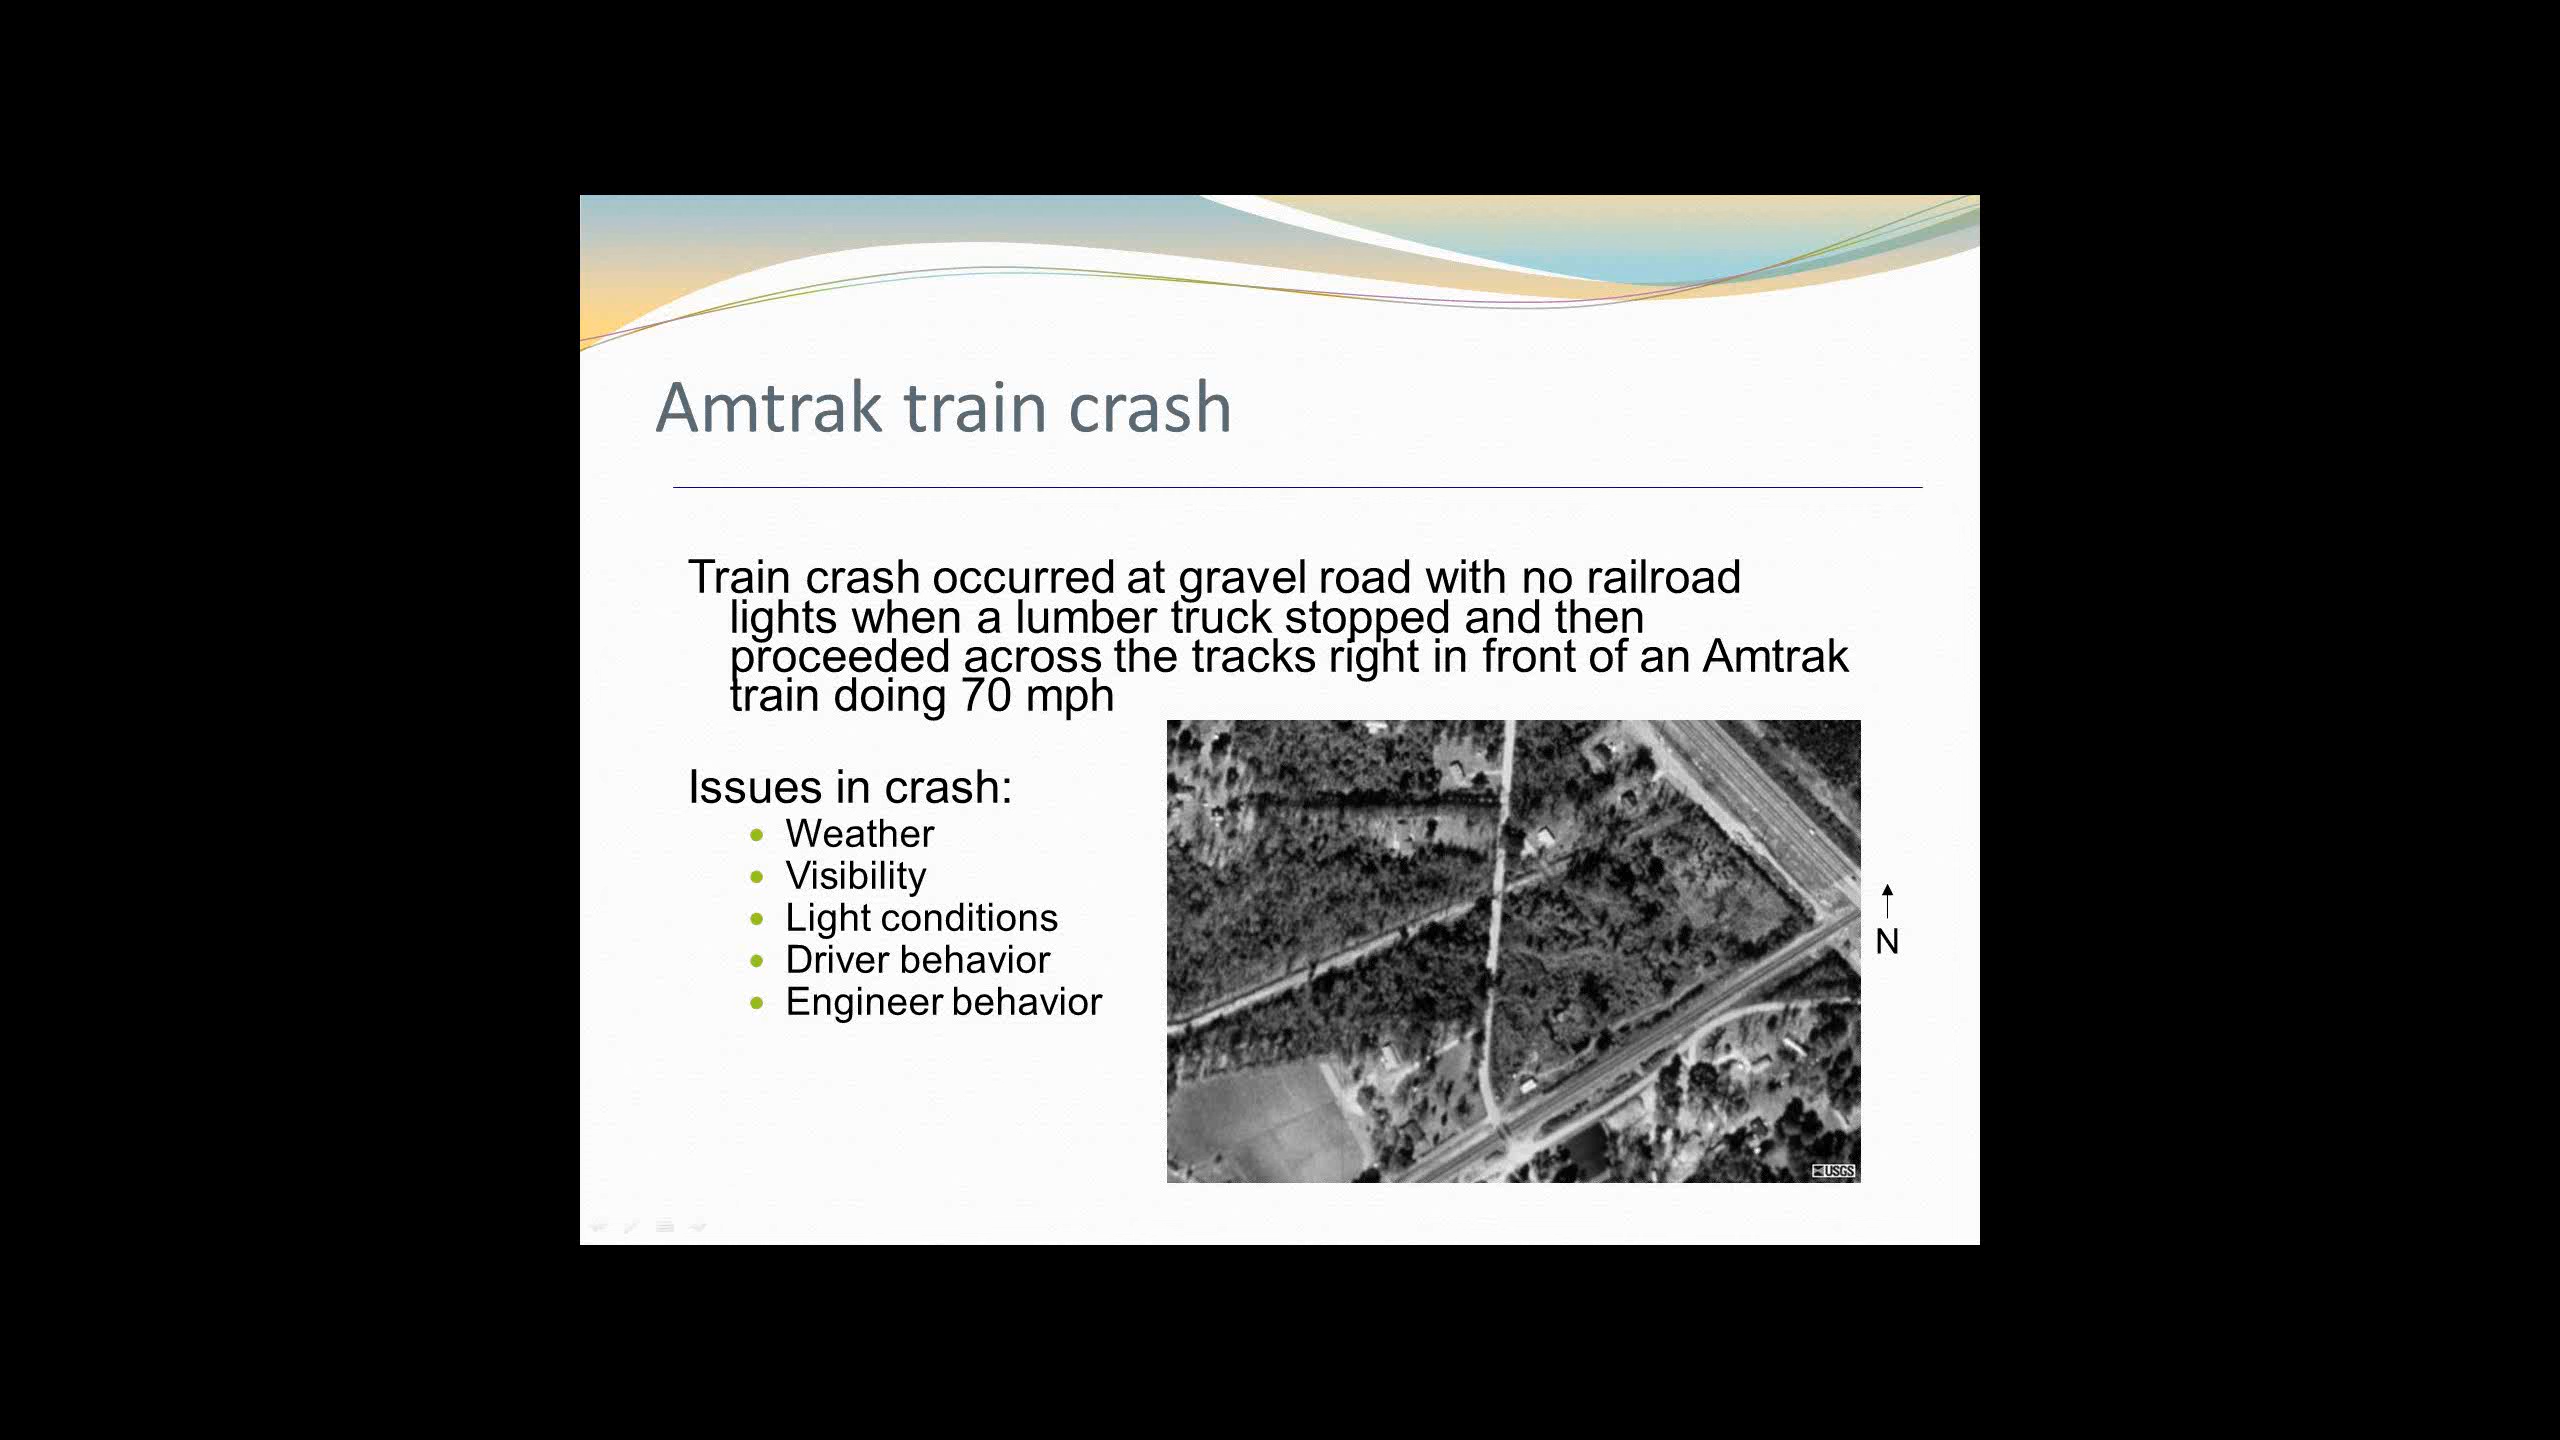 Amtrak train crash
Train crash occurred at gravel road with no railroad
lights when a lumber truck stopped and then
proceeded across the tracks right in front of an Amtrak
train doing 70 mph
Issues in crash:
• Weather
• Visibility
• Light conditions
• Driver behavior
• Engineer behavior
N
USGS